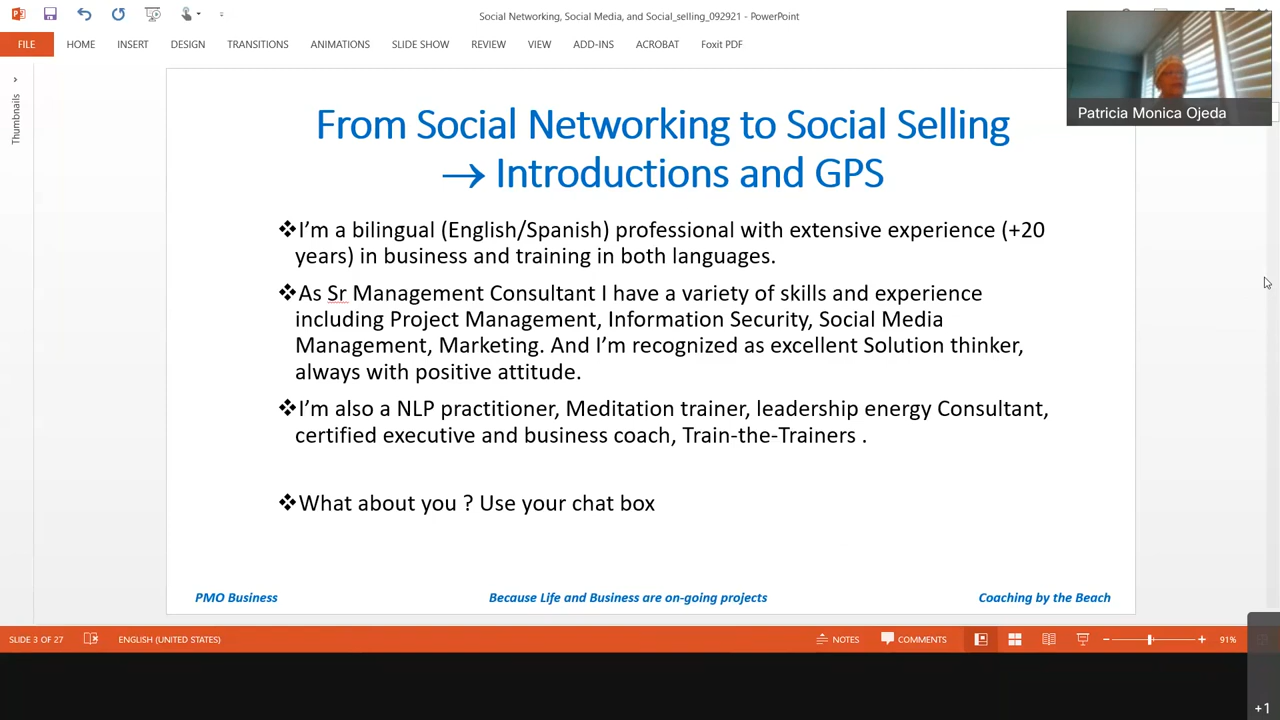 Social Networking, Social Media, and Social_selling_092921 - PowerPoint
FILE HOME INSERT DESIGN TRANSITIONS ANIMATIONS SLIDE SHOW REVIEW VIEW ADD-INS ACROBAT Foxit PDF
Patricia Monica Ojeda
Thumbnails
From Social Networking to Social Selling
→ Introductions and GPS
❖I'm a bilingual (English/Spanish) professional with extensive experience (+20
years) in business and training in both languages.
❖As Sr Management Consultant I have a variety of skills and experience
including Project Management, Information Security, Social Media
Management, Marketing. And I'm recognized as excellent Solution thinker,
always with positive attitude.
❖I'm also a NLP practitioner, Meditation trainer, leadership energy Consultant,
certified executive and business coach, Train-the-Trainers .
❖What about you ? Use your chat box
PMO Business Because Life and Business are on-going projects Coaching by the Beach
SLIDE 3 OF 27 ENGLISH (UNITED STATES) NOTES COMMENTS 91%
+1